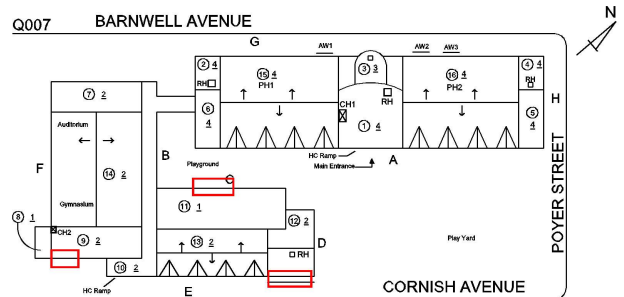 Q007 BARNWELL AVENUE
N
G
AW1 AW2 AW3
2 4
3 3
4 4
RH
15 4
PH1
16 4
PH2
RH
RH
7 2
6
4
CH1
1 4
5
4
H
Auditorium
HC Ramp
Main Entrance
A
F
B
Playground
14 2
C
POYER STREET
Gymnasium
11 1
8 1
CH2
9 2
12 2
13 2
D
Play Yard
RH
10 2
HC Ramp
E
CORNISH AVENUE